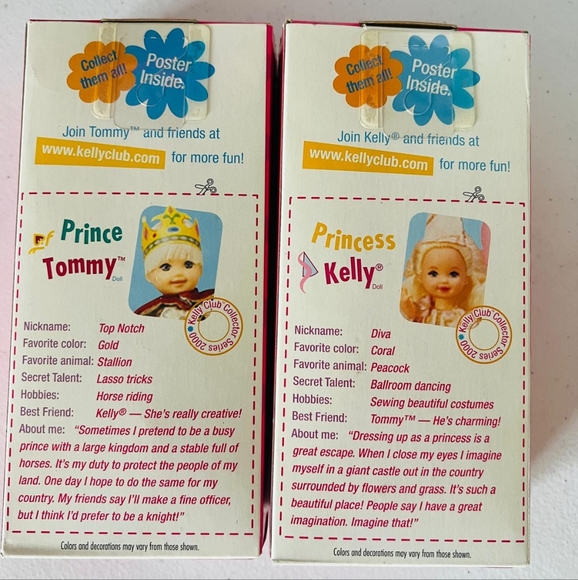 Collect
them all!
Poster
Inside.
Join Tommy™ and friends at
www.kellyclub.com for more fun!
Prince
Tommy™
Doll
Kelly Club Collector Series 2000
Nickname: Top Notch
Favorite color: Gold
Favorite animal: Stallion
Secret Talent: Lasso tricks
Hobbies: Horse riding
Best Friend: Kelly® — She's really creative!
About me: "Sometimes I pretend to be a busy
prince with a large kingdom and a stable full of
horses. It's my duty to protect the people of my
land. One day I hope to do the same for my
country. My friends say I'll make a fine officer,
but I think I'd prefer to be a knight!"
Colors and decorations may vary from those shown.
Collect
them all!
Poster
Inside.
Join Kelly® and friends at
www.kellyclub.com for more fun!
Princess
Kelly®
Doll
Kelly Club Collector Series 2000
Nickname: Diva
Favorite color: Coral
Favorite animal: Peacock
Secret Talent: Ballroom dancing
Hobbies: Sewing beautiful costumes
Best Friend: Tommy™ — He's charming!
About me: "Dressing up as a princess is a
great escape. When I close my eyes I imagine
myself in a giant castle out in the country
surrounded by flowers and grass. It's such a
beautiful place! People say I have a great
imagination. Imagine that!"
Colors and decorations may vary from those shown.